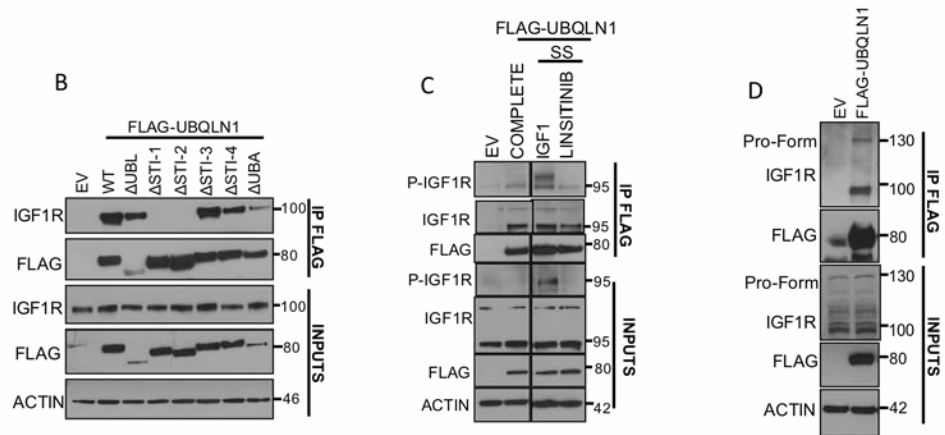 B
FLAG-UBQLN1
EV WT ΔUBL ΔSTI-1 ΔSTI-2 ΔSTI-3 ΔSTI-4 ΔUBA
IGF1R 100
FLAG 80
IP FLAG
IGF1R 100
FLAG 80
ACTIN 46
INPUTS
C
FLAG-UBQLN1
SS
EV COMPLETE IGF1 LINSITINIB
P-IGF1R 95
IGF1R 95
FLAG 80
IP FLAG
P-IGF1R 95
IGF1R 95
FLAG 80
ACTIN 42
INPUTS
D
EV FLAG-UBQLN1
Pro-Form 130
IGF1R 100
FLAG 80
IP FLAG
Pro-Form 130
IGF1R 100
FLAG 80
ACTIN 42
INPUTS